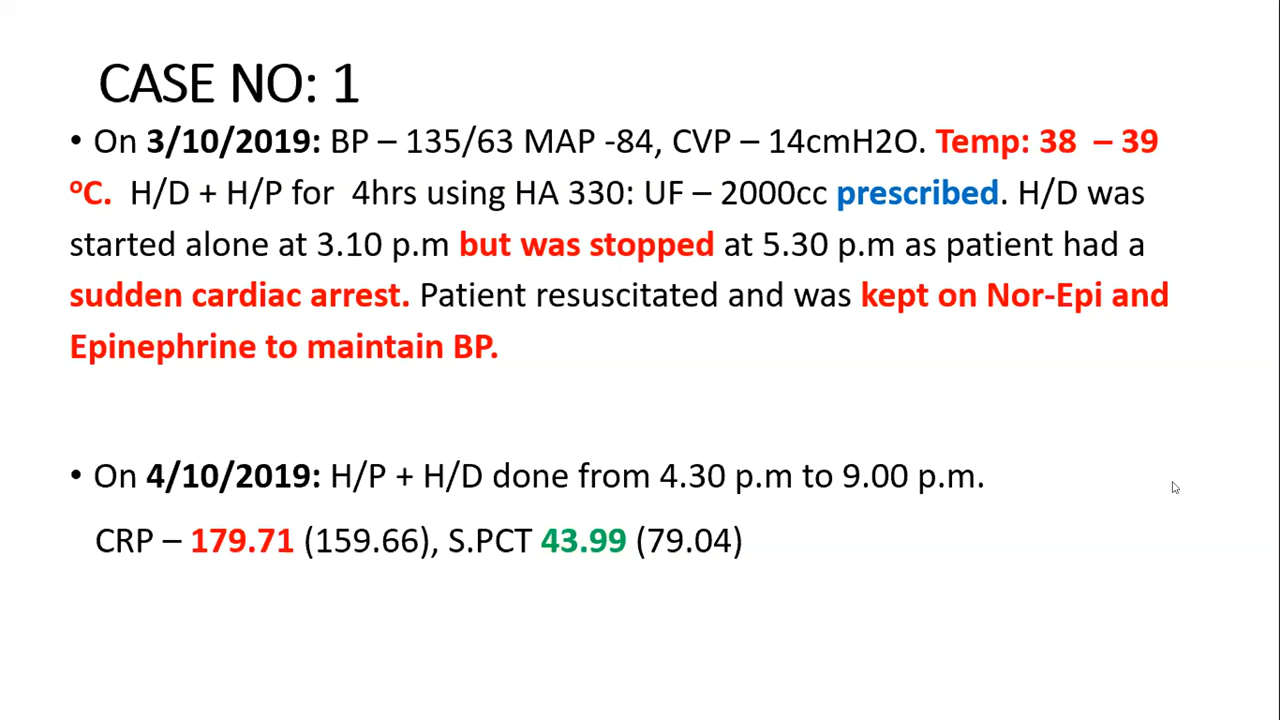 CASE NO: 1
• On 3/10/2019: BP – 135/63 MAP -84, CVP – 14cmH2O. Temp: 38 – 39
ºC. H/D + H/P for 4hrs using HA 330: UF – 2000cc prescribed. H/D was
started alone at 3.10 p.m but was stopped at 5.30 p.m as patient had a
sudden cardiac arrest. Patient resuscitated and was kept on Nor-Epi and
Epinephrine to maintain BP.
• On 4/10/2019: H/P + H/D done from 4.30 p.m to 9.00 p.m.
CRP – 179.71 (159.66), S.PCT 43.99 (79.04)